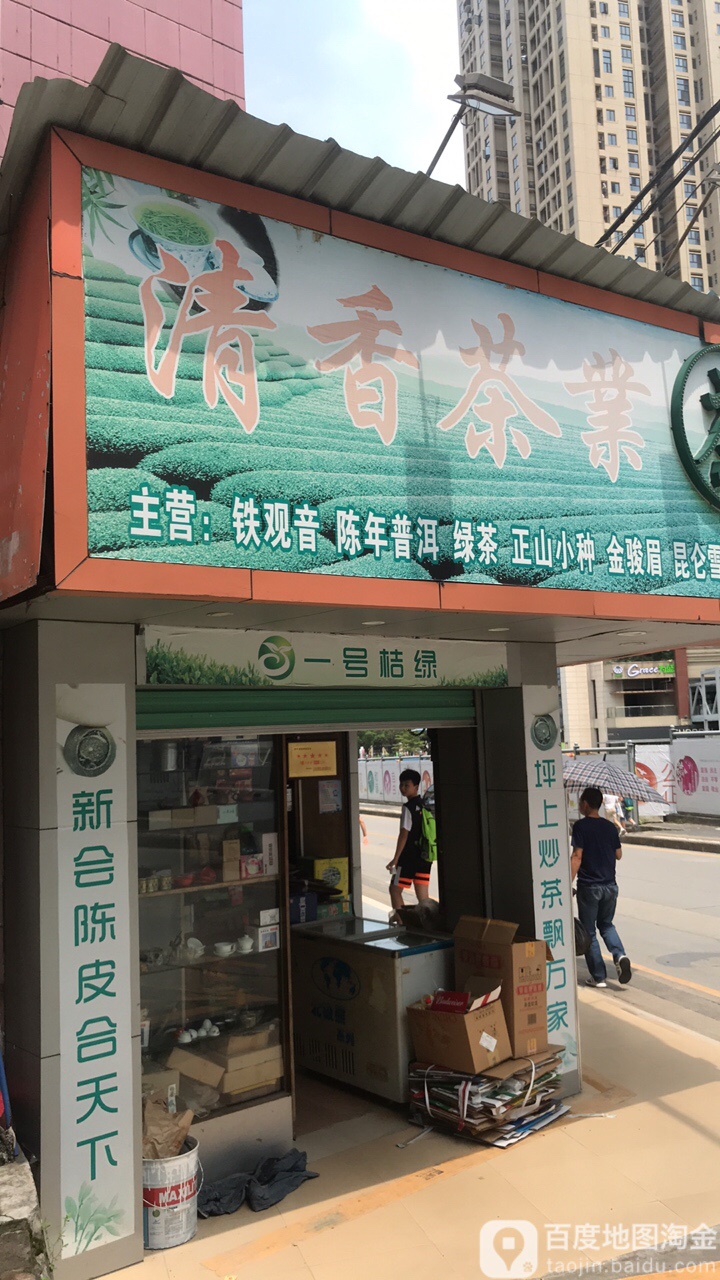 清香茶業
主营：铁观音 陈年普洱 绿茶 正山小种 金骏眉 昆仑雪
一号桔绿
新会陈皮合天下
坪上炒茶飘万家
Grace
Budweiser
MAX
百度地图淘金
taojin.baidu.com